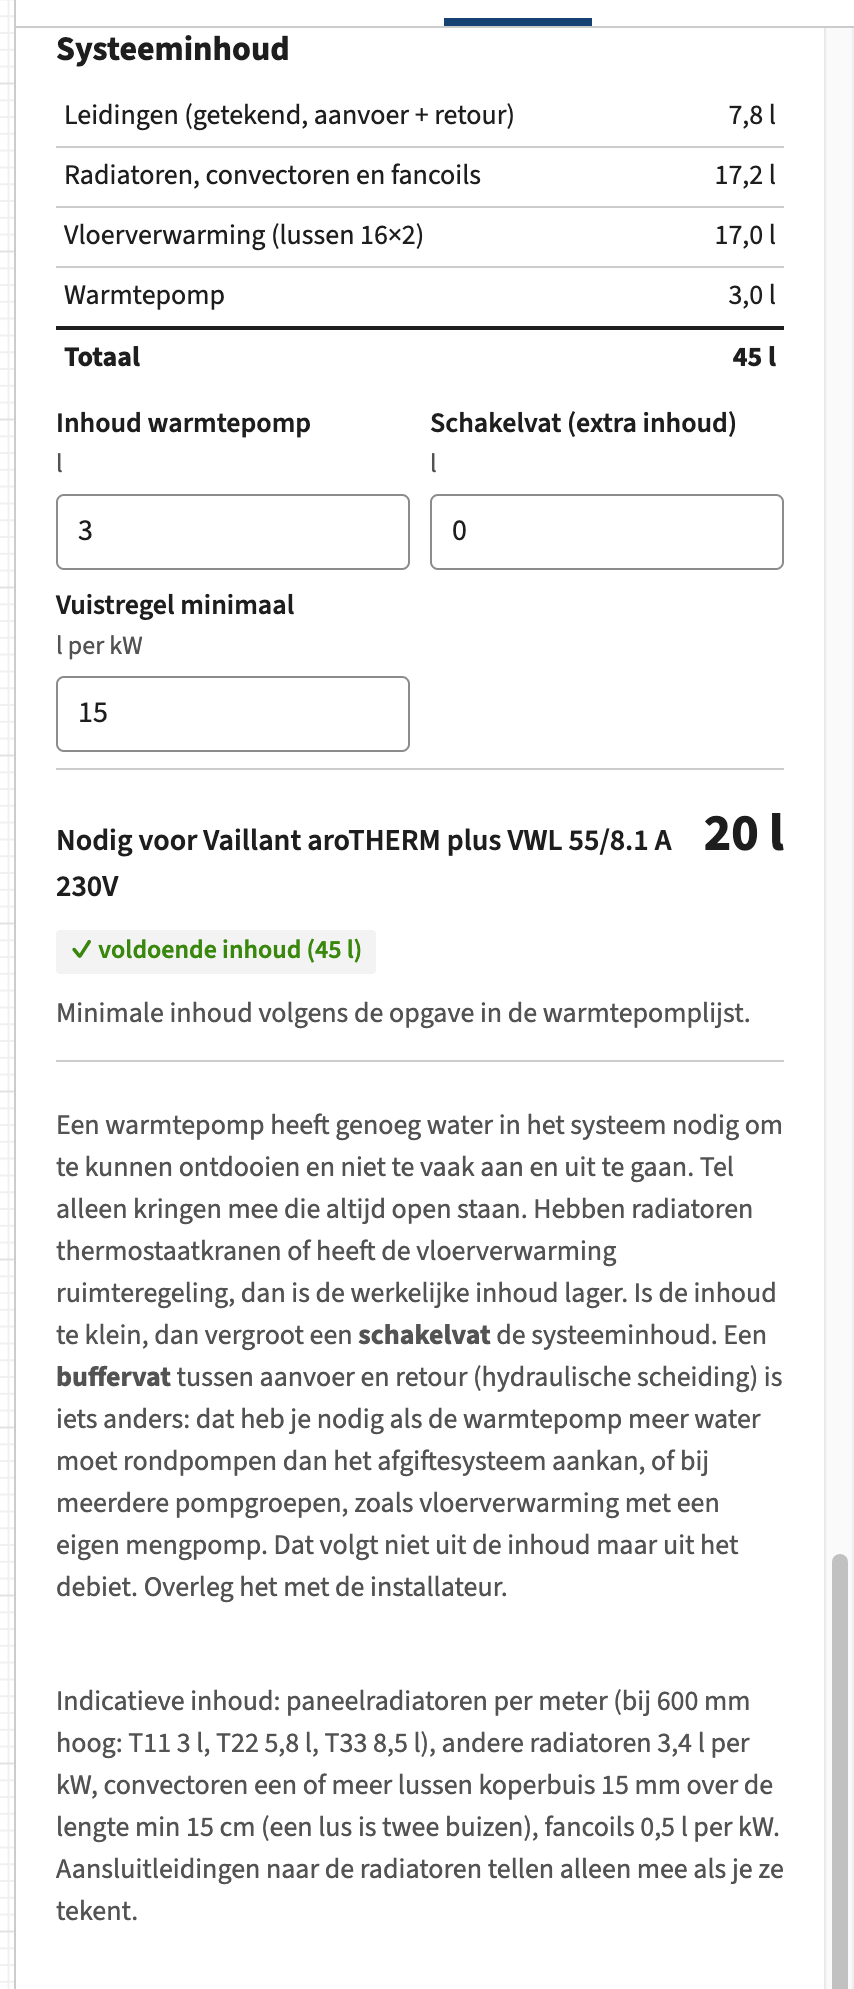 Systeeminhoud
Leidingen (getekend, aanvoer + retour) 7,8 l
Radiatoren, convectoren en fancoils 17,2 l
Vloerverwarming (lussen 16×2) 17,0 l
Warmtepomp 3,0 l
Totaal 45 l
Inhoud warmtepomp Schakelvat (extra inhoud)
l l
3 0
Vuistregel minimaal
l per kW
15
Nodig voor Vaillant aroTHERM plus VWL 55/8.1 A 20 l
230V
✓ voldoende inhoud (45 l)
Minimale inhoud volgens de opgave in de warmtepomplijst.
Een warmtepomp heeft genoeg water in het systeem nodig om
te kunnen ontdooien en niet te vaak aan en uit te gaan. Tel
alleen kringen mee die altijd open staan. Hebben radiatoren
thermostaatkranen of heeft de vloerverwarming
ruimteregeling, dan is de werkelijke inhoud lager. Is de inhoud
te klein, dan vergroot een schakelvat de systeeminhoud. Een
buffervat tussen aanvoer en retour (hydraulische scheiding) is
iets anders: dat heb je nodig als de warmtepomp meer water
moet rondpompen dan het afgiftesysteem aankan, of bij
meerdere pompgroepen, zoals vloerverwarming met een
eigen mengpomp. Dat volgt niet uit de inhoud maar uit het
debiet. Overleg het met de installateur.
Indicatieve inhoud: paneelradiatoren per meter (bij 600 mm
hoog: T11 3 l, T22 5,8 l, T33 8,5 l), andere radiatoren 3,4 l per
kW, convectoren een of meer lussen koperbuis 15 mm over de
lengte min 15 cm (een lus is twee buizen), fancoils 0,5 l per kW.
Aansluitleidingen naar de radiatoren tellen alleen mee als je ze
tekent.